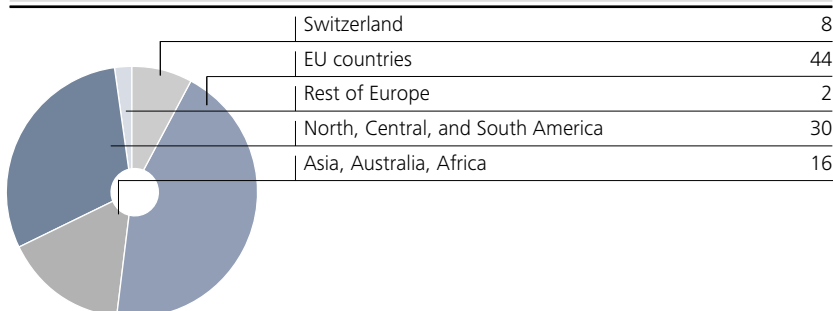 Switzerland 8
EU countries 44
Rest of Europe 2
North, Central, and South America 30
Asia, Australia, Africa 16